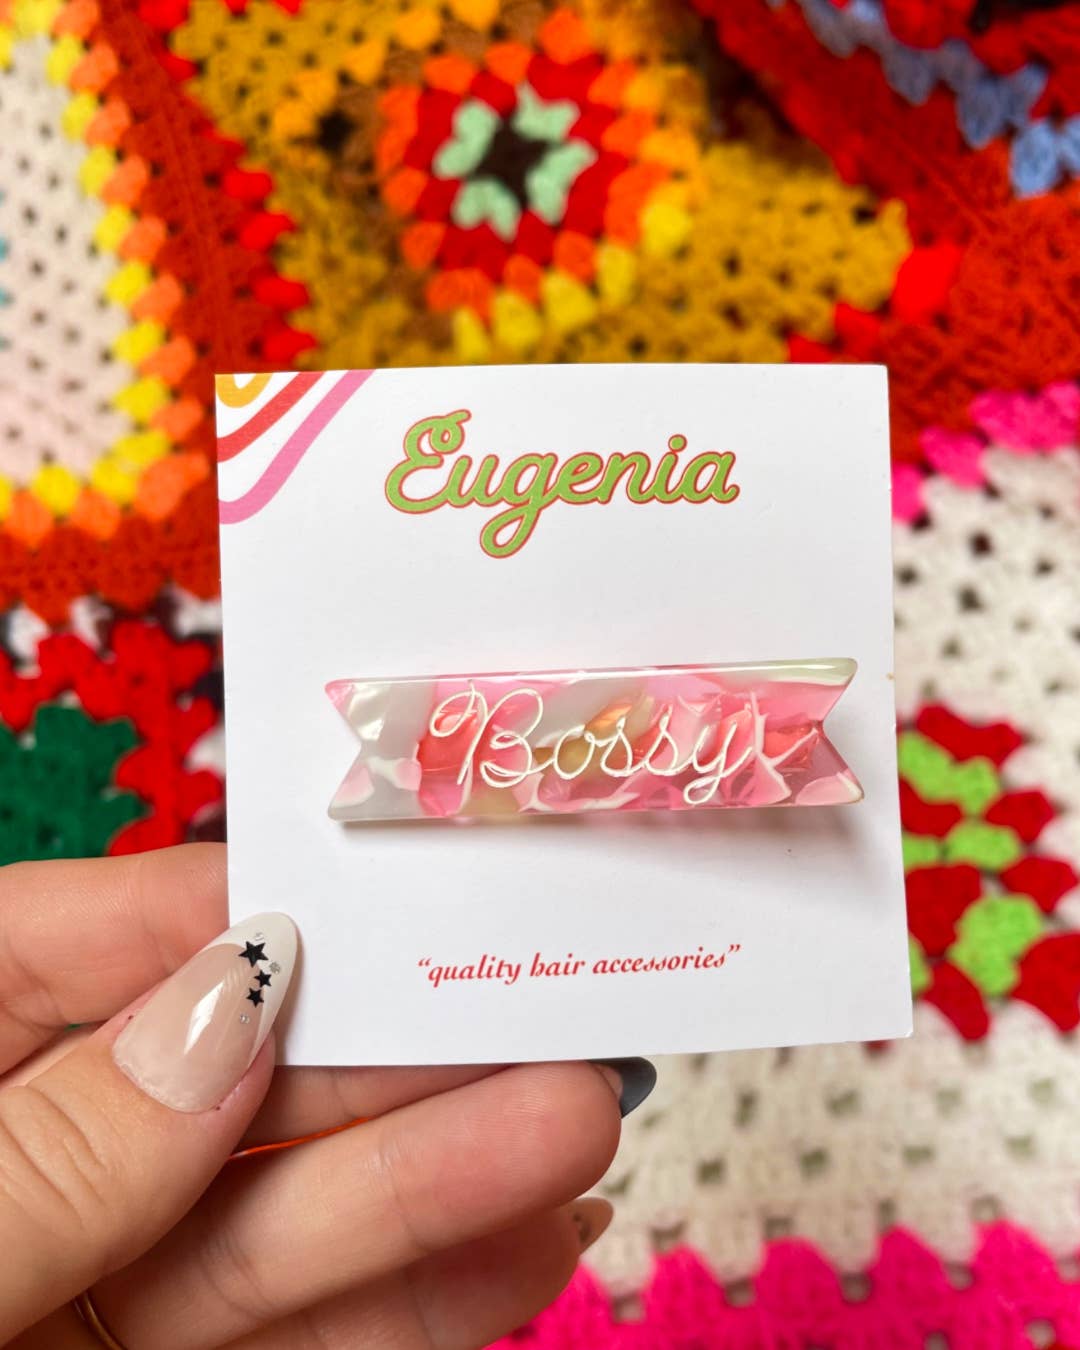 Eugenia
Bossy
“quality hair accessories”